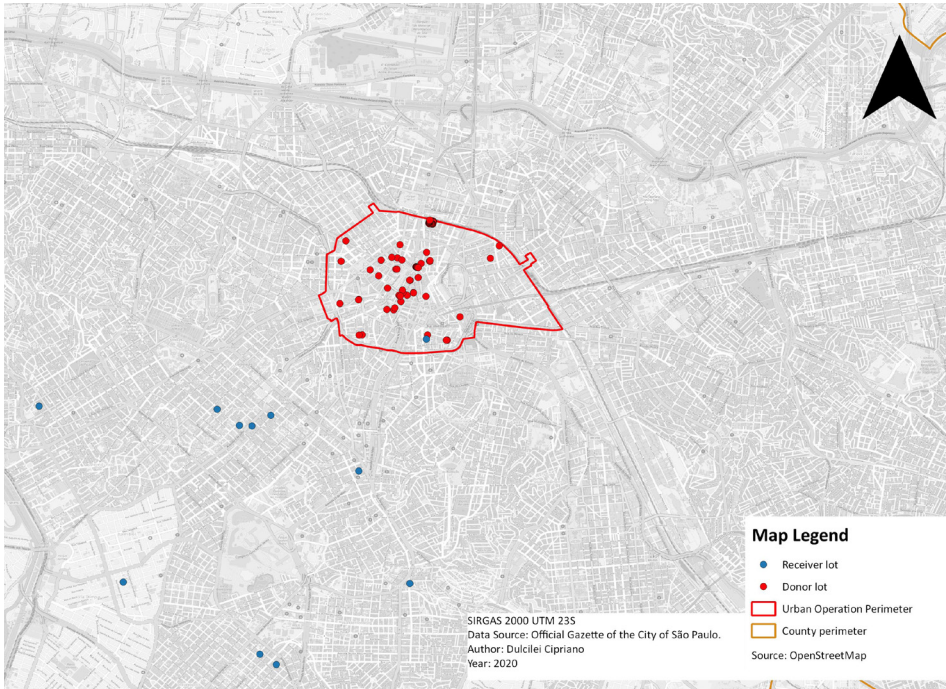 Map Legend
Receiver lot
Donor lot
Urban Operation Perimeter
County perimeter
Source: OpenStreetMap
SIRGAS 2000 UTM 23S
Data Source: Official Gazette of the City of São Paulo.
Author: Dulcilei Cipriano
Year: 2020